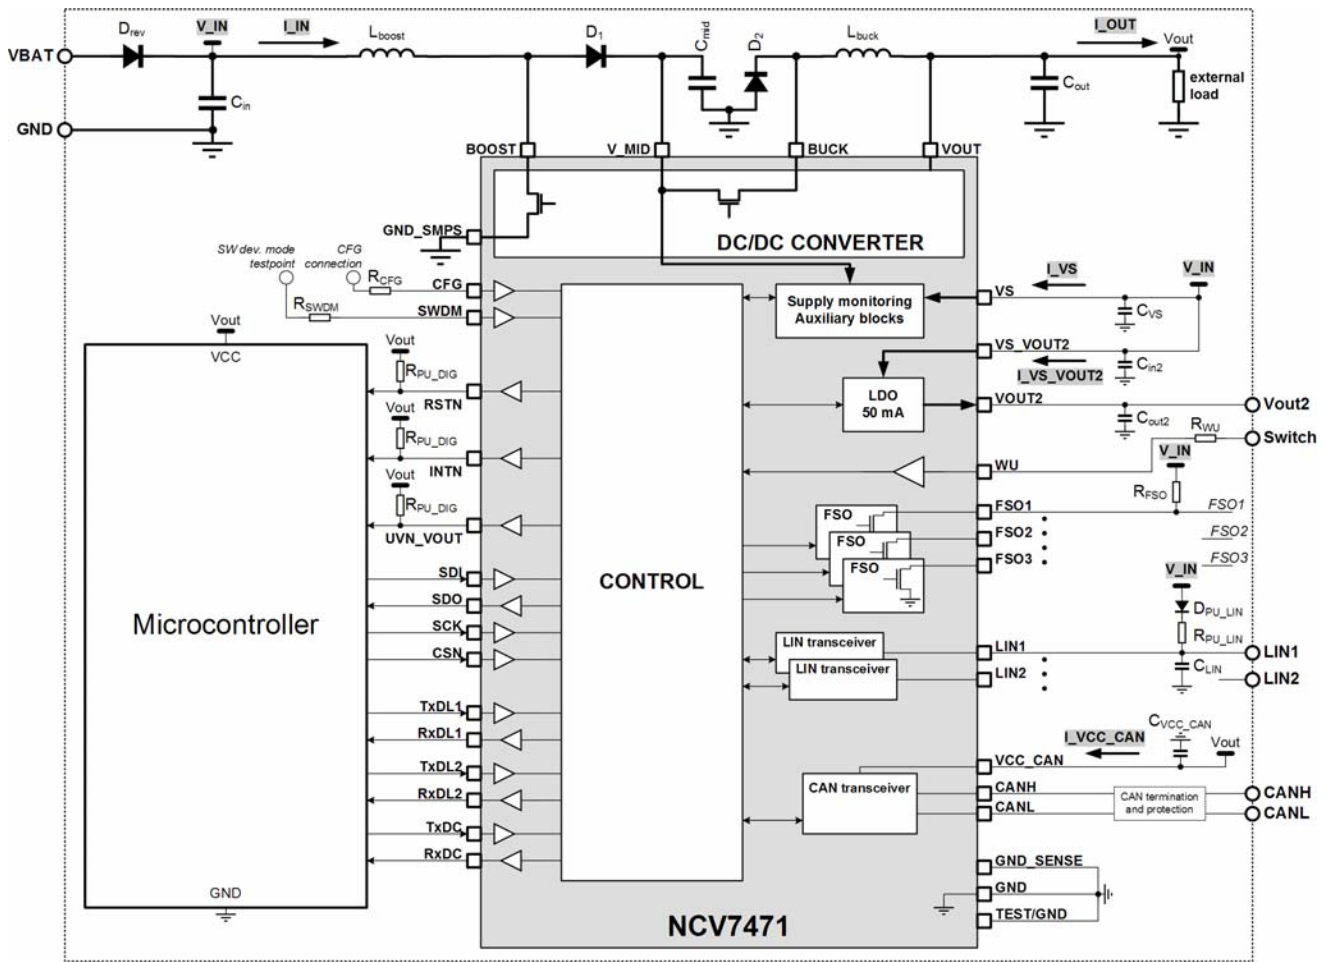 D_rev
V_IN
I_IN
L_boost
D_1
C_mid
D_2
L_buck
I_OUT
Vout
VBAT
C_in
C_out
external
load
GND
BOOST
V_MID
BUCK
VOUT
GND_SMPS
DC/DC CONVERTER
SW dev. mode
testpoint
CFG
connection
R_CFG
CFG
R_SWDM
SWDM
Supply monitoring
Auxiliary blocks
I_VS
V_IN
VS
C_VS
VS_VOUT2
I_VS_VOUT2
C_in2
Vout
VCC
Vout
R_PU_DIG
RSTN
LDO
50 mA
VOUT2
C_out2
Vout2
Vout
R_PU_DIG
INTN
R_WU
Switch
WU
V_IN
R_FSO
Vout
R_PU_DIG
UVN_VOUT
FSO
FSO
FSO
FSO1
FSO2
FSO3
FSO1
FSO2
FSO3
CONTROL
Microcontroller
SDI
SDO
SCK
CSN
V_IN
D_PU_LIN
R_PU_LIN
LIN transceiver
LIN transceiver
LIN1
LIN2
C_LIN
LIN1
LIN2
TxDL1
RxDL1
TxDL2
RxDL2
TxDC
RxDC
I_VCC_CAN
C_VCC_CAN
Vout
VCC_CAN
CAN transceiver
CANH
CANL
CAN termination
and protection
CANH
CANL
GND_SENSE
GND
TEST/GND
GND
NCV7471